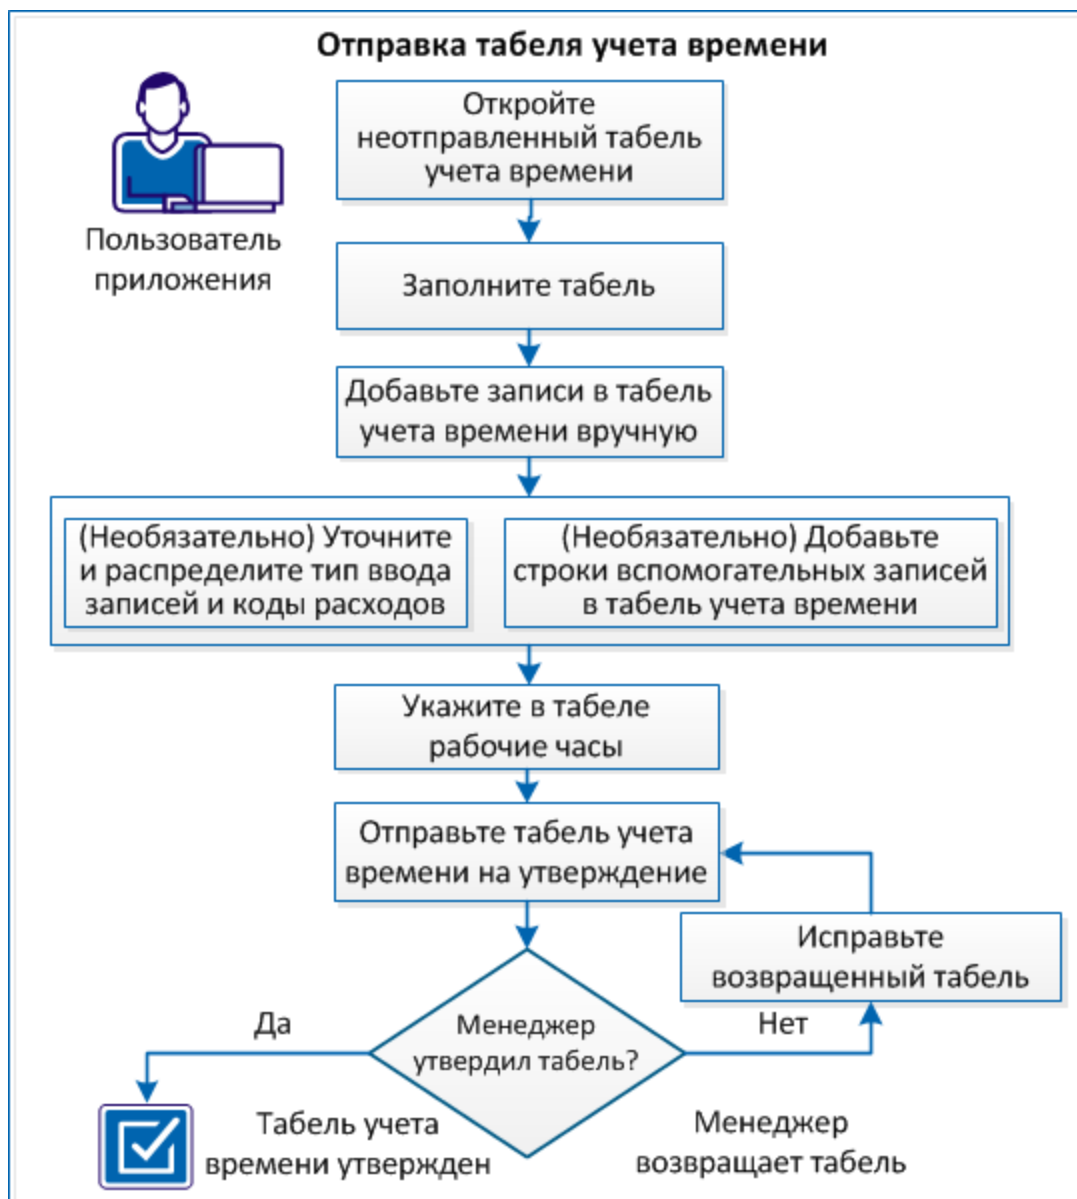 Отправка табеля учета времени
Откройте
неотправленный табель
учета времени
Пользователь
приложения
Заполните табель
Добавьте записи в табель
учета времени вручную
(Необязательно) Уточните
и распределите тип ввода
записей и коды расходов
(Необязательно) Добавьте
строки вспомогательных записей
в табель учета времени
Укажите в табеле
рабочие часы
Отправьте табель учета
времени на утверждение
Исправьте
возвращенный табель
Да
Менеджер
утвердил табель?
Нет
Табель учета
времени утвержден
Менеджер
возвращает табель